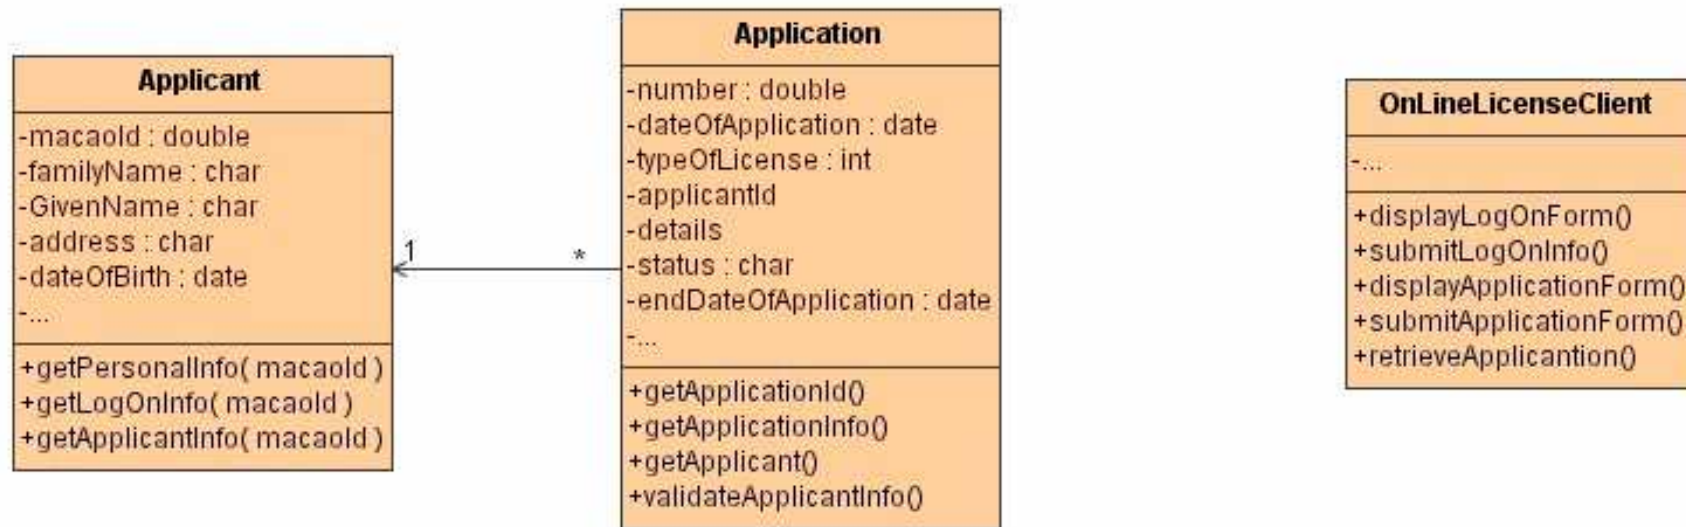 Applicant
-macaoId : double
-familyName : char
-GivenName : char
-address : char
-dateOfBirth : date
-...
+getPersonalInfo( macaoId )
+getLogOnInfo( macaoId )
+getApplicantInfo( macaoId )
1
*
Application
-number : double
-dateOfApplication : date
-typeOfLicense : int
-applicantId
-details
-status : char
-endDateOfApplication : date
-...
+getApplicationId()
+getApplicationInfo()
+getApplicant()
+validateApplicantInfo()
OnLineLicenseClient
-...
+displayLogOnForm()
+submitLogOnInfo()
+displayApplicationForm()
+submitApplicationForm()
+retrieveApplicantion()